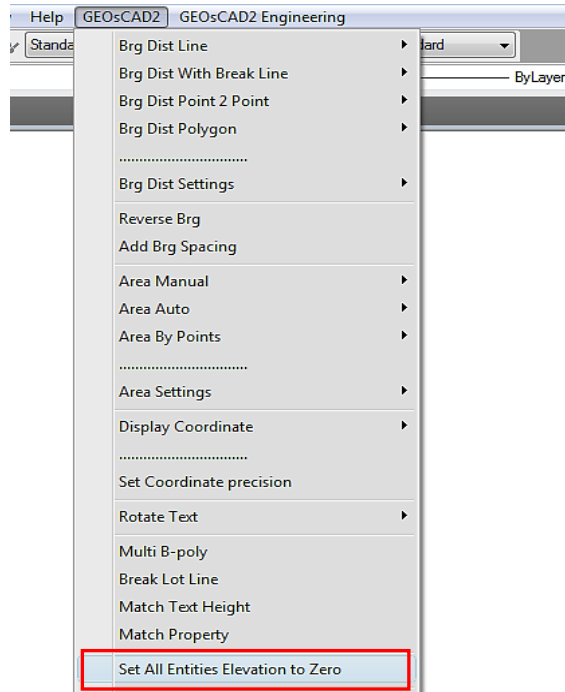 Help GEOsCAD2 GEOsCAD2 Engineering
Standa
dard
ByLayer
Brg Dist Line
Brg Dist With Break Line
Brg Dist Point 2 Point
Brg Dist Polygon
................................
Brg Dist Settings
Reverse Brg
Add Brg Spacing
Area Manual
Area Auto
Area By Points
................................
Area Settings
Display Coordinate
................................
Set Coordinate precision
Rotate Text
Multi B-poly
Break Lot Line
Match Text Height
Match Property
Set All Entities Elevation to Zero